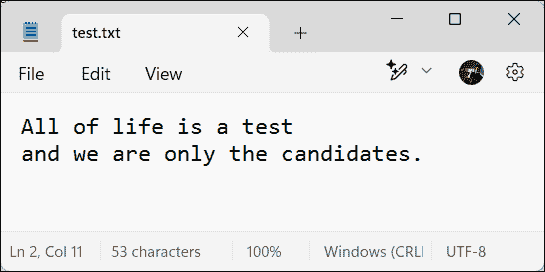 test.txt
File Edit View
All of life is a test
and we are only the candidates.
Ln 2, Col 11 53 characters 100% Windows (CRL UTF-8